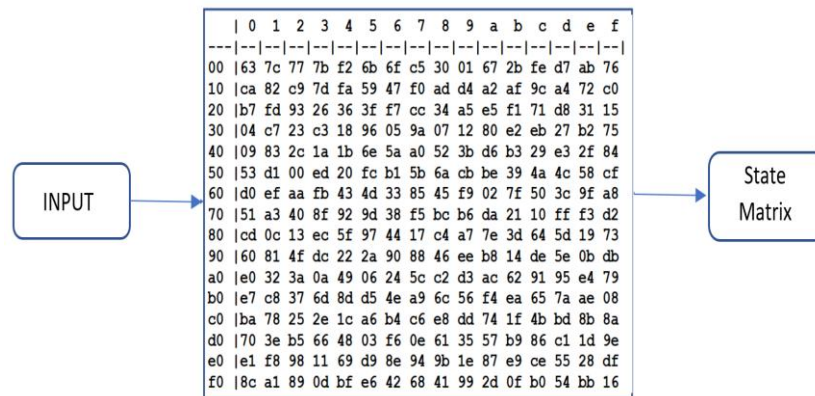 | 0 1 2 3 4 5 6 7 8 9 a b c d e f
---|--|--|--|--|--|--|--|--|--|--|--|--|--|--|--|--|
00 |63 7c 77 7b f2 6b 6f c5 30 01 67 2b fe d7 ab 76
10 |ca 82 c9 7d fa 59 47 f0 ad d4 a2 af 9c a4 72 c0
20 |b7 fd 93 26 36 3f f7 cc 34 a5 e5 f1 71 d8 31 15
30 |04 c7 23 c3 18 96 05 9a 07 12 80 e2 eb 27 b2 75
40 |09 83 2c 1a 1b 6e 5a a0 52 3b d6 b3 29 e3 2f 84
50 |53 d1 00 ed 20 fc b1 5b 6a cb be 39 4a 4c 58 cf
60 |d0 ef aa fb 43 4d 33 85 45 f9 02 7f 50 3c 9f a8
70 |51 a3 40 8f 92 9d 38 f5 bc b6 da 21 10 ff f3 d2
80 |cd 0c 13 ec 5f 97 44 17 c4 a7 7e 3d 64 5d 19 73
90 |60 81 4f dc 22 2a 90 88 46 ee b8 14 de 5e 0b db
a0 |e0 32 3a 0a 49 06 24 5c c2 d3 ac 62 91 95 e4 79
b0 |e7 c8 37 6d 8d d5 4e a9 6c 56 f4 ea 65 7a ae 08
c0 |ba 78 25 2e 1c a6 b4 c6 e8 dd 74 1f 4b bd 8b 8a
d0 |70 3e b5 66 48 03 f6 0e 61 35 57 b9 86 c1 1d 9e
e0 |e1 f8 98 11 69 d9 8e 94 9b 1e 87 e9 ce 55 28 df
f0 |8c a1 89 0d bf e6 42 68 41 99 2d 0f b0 54 bb 16
INPUT
State
Matrix